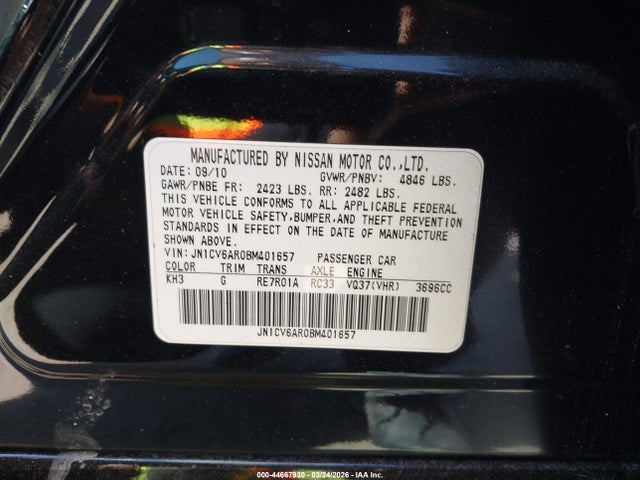 MANUFACTURED BY NISSAN MOTOR CO.,LTD.
DATE: 09/10 GVWR/PNBV: 4846 LBS.
GAWR/PNBE FR: 2423 LBS. RR: 2482 LBS.
THIS VEHICLE CONFORMS TO ALL APPLICABLE FEDERAL
MOTOR VEHICLE SAFETY, BUMPER, AND THEFT PREVENTION
STANDARDS IN EFFECT ON THE DATE OF MANUFACTURE
SHOWN ABOVE.
VIN: JN1CV6AR0BM401657 PASSENGER CAR
COLOR TRIM TRANS AXLE ENGINE
KH3 G RE7R01A RC33 VQ37(VHR) 3696CC
JN1CV6AR0BM401657
000-44667930 - 03/24/2026 - IAA Inc.